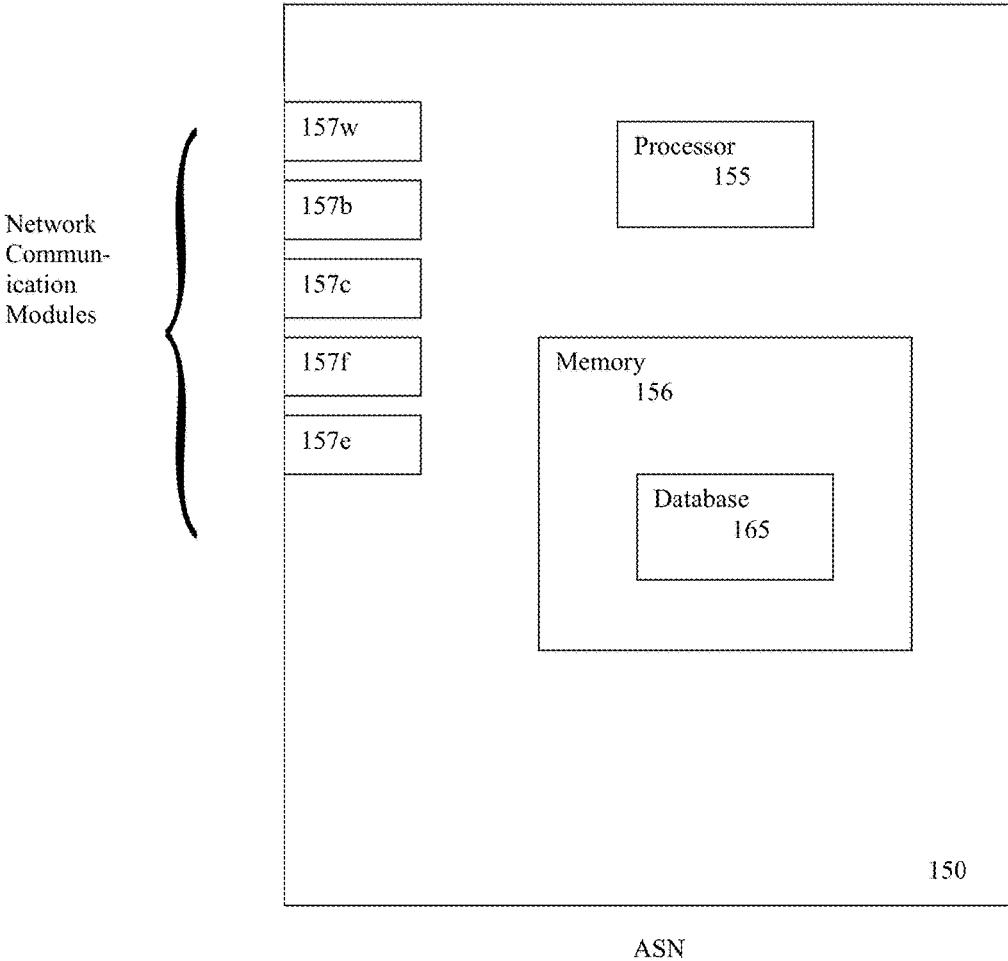 Network
Commun-
ication
Modules
157w
157b
157c
157f
157e
Processor
155
Memory
156
Database
165
150
ASN